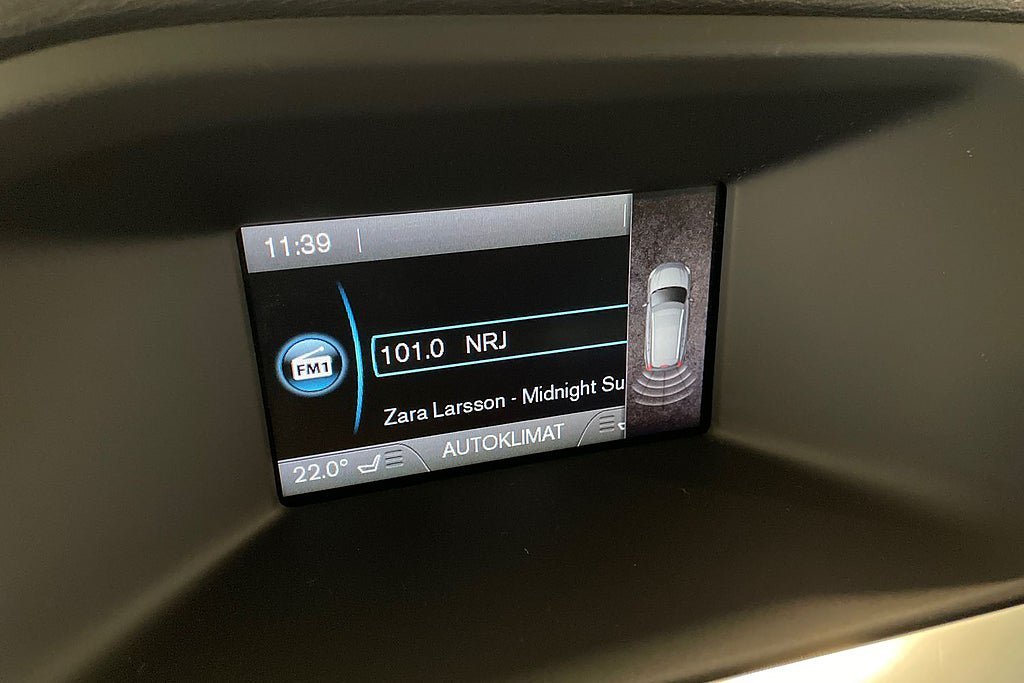 11:39
101.0 NRJ
FM1
Zara Larsson - Midnight Su
AUTOKLIMAT
22.0°